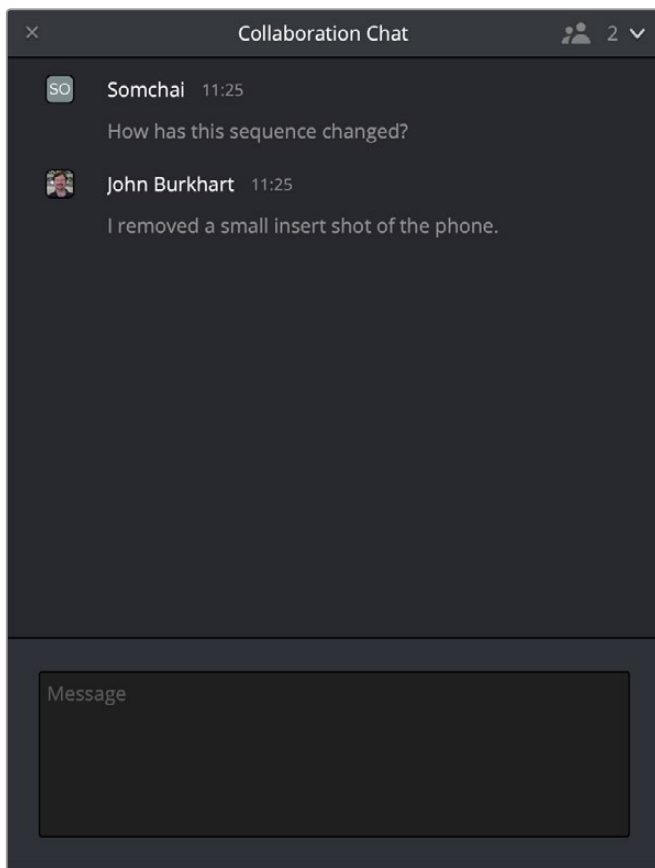 Collaboration Chat 2
SO Somchai 11:25
How has this sequence changed?
John Burkhart 11:25
I removed a small insert shot of the phone.
Message